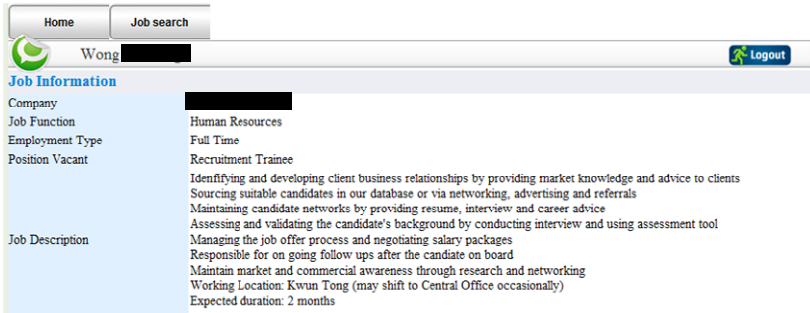 Home Job search
Wong
Logout
Job Information
Company
Job Function Human Resources
Employment Type Full Time
Position Vacant Recruitment Trainee
Idenfifying and developing client business relationships by providing market knowledge and advice to clients
Sourcing suitable candidates in our database or via networking, advertising and referrals
Maintaining candidate networks by providing resume, interview and career advice
Assessing and validating the candidate's background by conducting interview and using assessment tool
Job Description Managing the job offer process and negotiating salary packages
Responsible for on going follow ups after the candiate on board
Maintain market and commercial awareness through research and networking
Working Location: Kwun Tong (may shift to Central Office occasionally)
Expected duration: 2 months